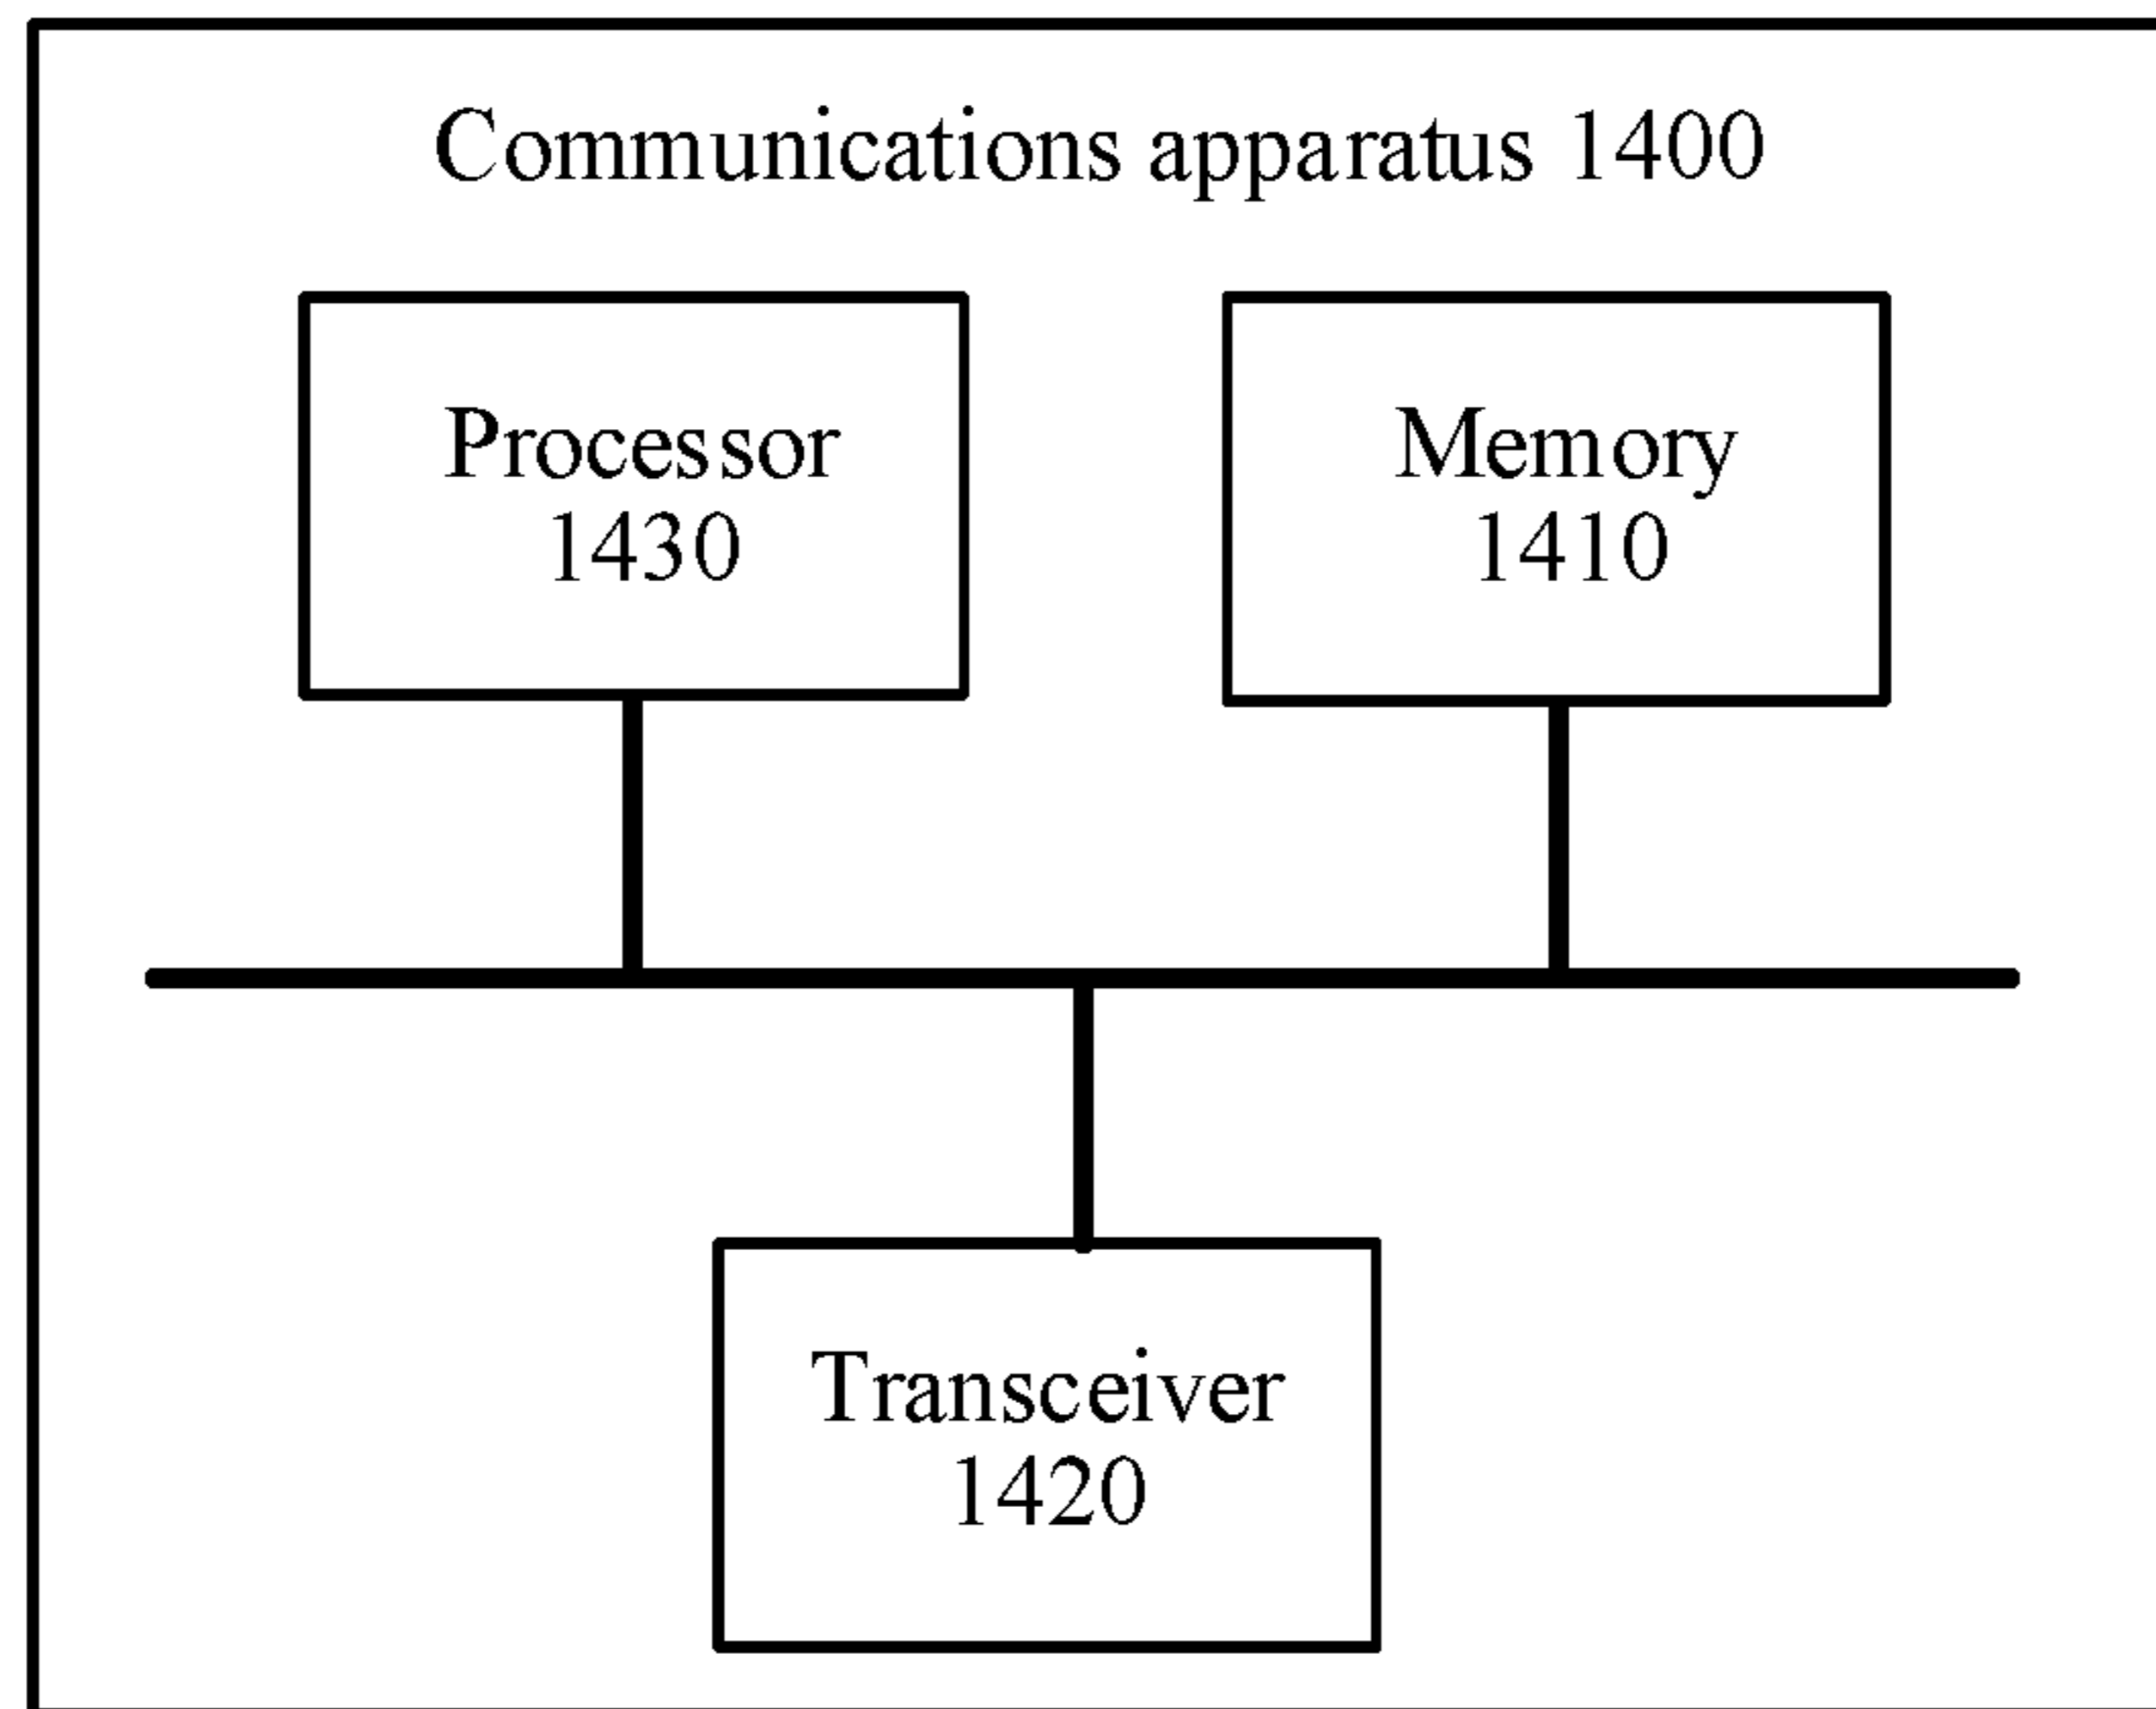 Communications apparatus 1400
Processor
1430
Memory
1410
Transceiver
1420